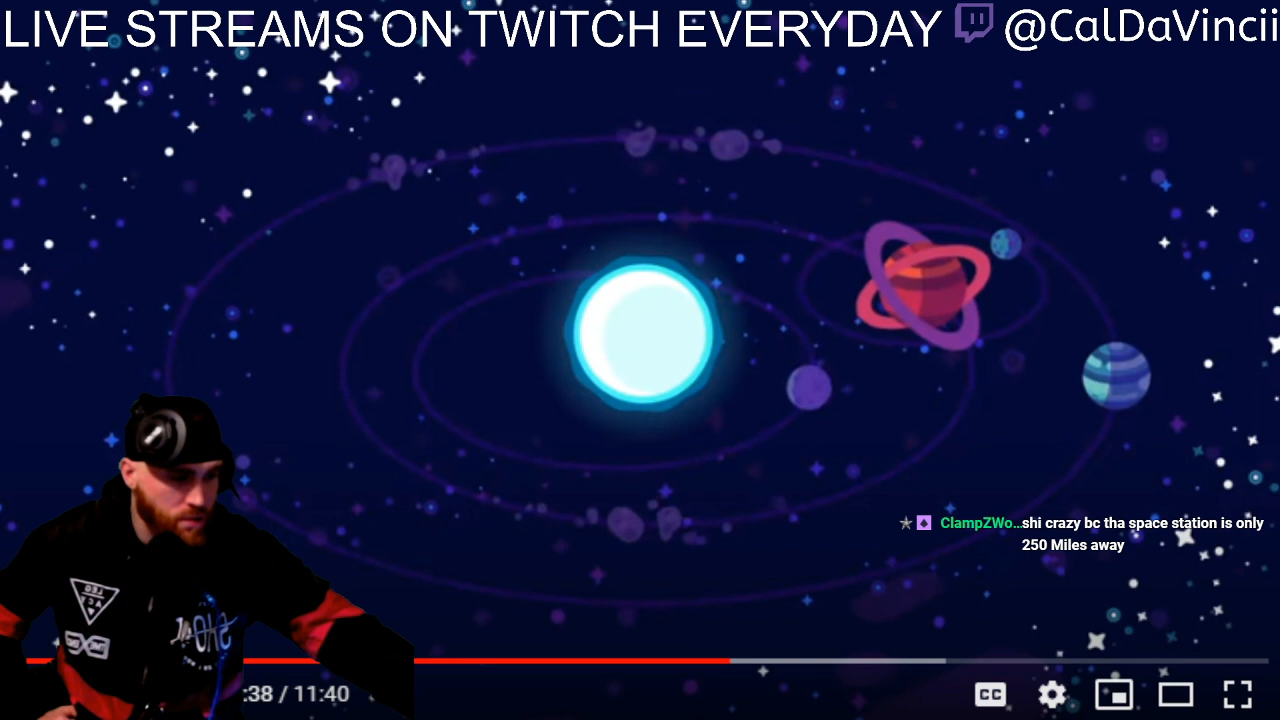 LIVE STREAMS ON TWITCH EVERYDAY @CalDaVincii
ClampZWo...shi crazy bc tha space station is only
250 Miles away
:38 / 11:40
CC